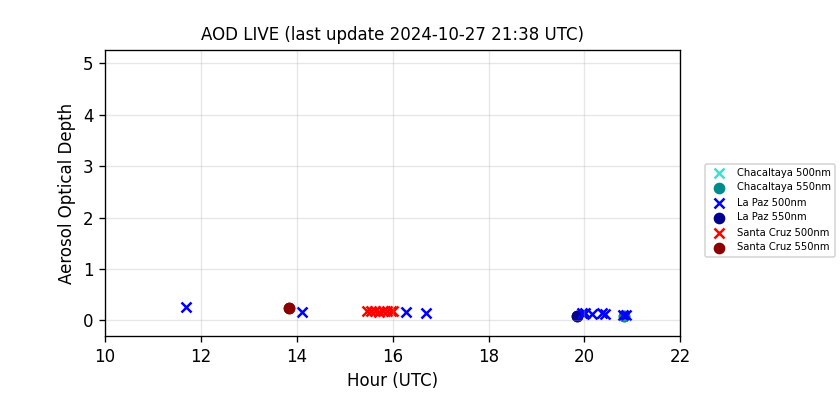 AOD LIVE (last update 2024-10-27 21:38 UTC)
5
4
3
2
1
0
Aerosol Optical Depth
10 12 14 16 18 20 22
Hour (UTC)
Chacaltaya 500nm
Chacaltaya 550nm
La Paz 500nm
La Paz 550nm
Santa Cruz 500nm
Santa Cruz 550nm